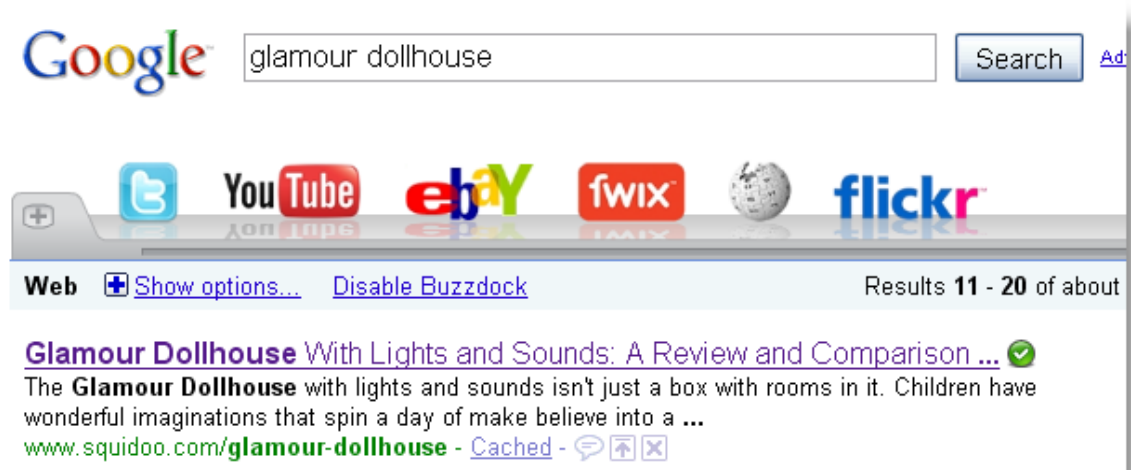 Google glamour dollhouse Search Ad
t YouTube ebay fwix flickr
Web Show options... Disable Buzzdock Results 11 - 20 of about
Glamour Dollhouse With Lights and Sounds: A Review and Comparison ...
The Glamour Dollhouse with lights and sounds isn't just a box with rooms in it. Children have
wonderful imaginations that spin a day of make believe into a ...
www.squidoo.com/glamour-dollhouse - Cached -